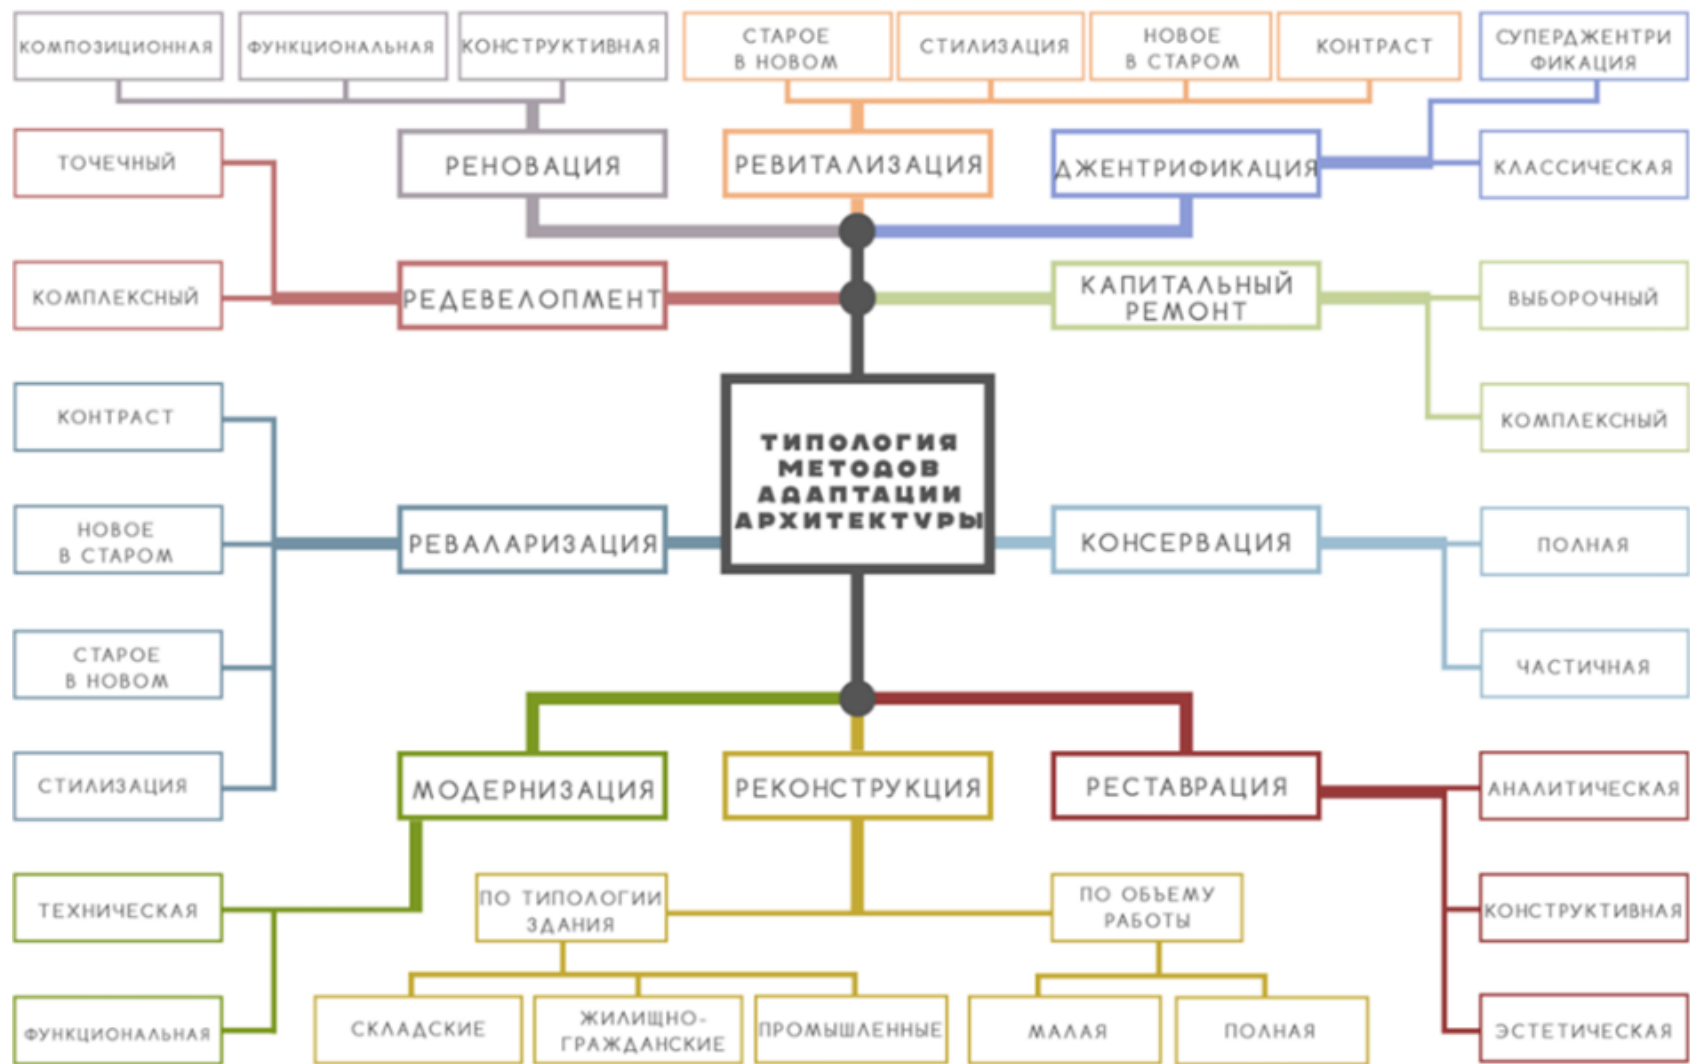 КОМПОЗИЦИОННАЯ
ФУНКЦИОНАЛЬНАЯ
КОНСТРУКТИВНАЯ
СТАРОЕ
В НОВОМ
СТИЛИЗАЦИЯ
НОВОЕ
В СТАРОМ
КОНТРАСТ
СУПЕРДЖЕНТРИ
ФИКАЦИЯ
ТОЧЕЧНЫЙ
РЕНОВАЦИЯ
РЕВИТАЛИЗАЦИЯ
ДЖЕНТРИФИКАЦИЯ
КЛАССИЧЕСКАЯ
КОМПЛЕКСНЫЙ
РЕДЕВЕЛОПМЕНТ
КАПИТАЛЬНЫЙ
РЕМОНТ
ВЫБОРОЧНЫЙ
КОНТРАСТ
КОМПЛЕКСНЫЙ
ТИПОЛОГИЯ
МЕТОДОВ
АДАПТАЦИИ
АРХИТЕКТУРЫ
НОВОЕ
В СТАРОМ
РЕВАЛАРИЗАЦИЯ
КОНСЕРВАЦИЯ
ПОЛНАЯ
СТАРОЕ
В НОВОМ
ЧАСТИЧНАЯ
СТИЛИЗАЦИЯ
МОДЕРНИЗАЦИЯ
РЕКОНСТРУКЦИЯ
РЕСТАВРАЦИЯ
АНАЛИТИЧЕСКАЯ
ТЕХНИЧЕСКАЯ
ПО ТИПОЛОГИИ
ЗДАНИЯ
ПО ОБЪЕМУ
РАБОТЫ
КОНСТРУКТИВНАЯ
ФУНКЦИОНАЛЬНАЯ
СКЛАДСКИЕ
ЖИЛИЩНО-
ГРАЖДАНСКИЕ
ПРОМЫШЛЕННЫЕ
МАЛАЯ
ПОЛНАЯ
ЭСТЕТИЧЕСКАЯ